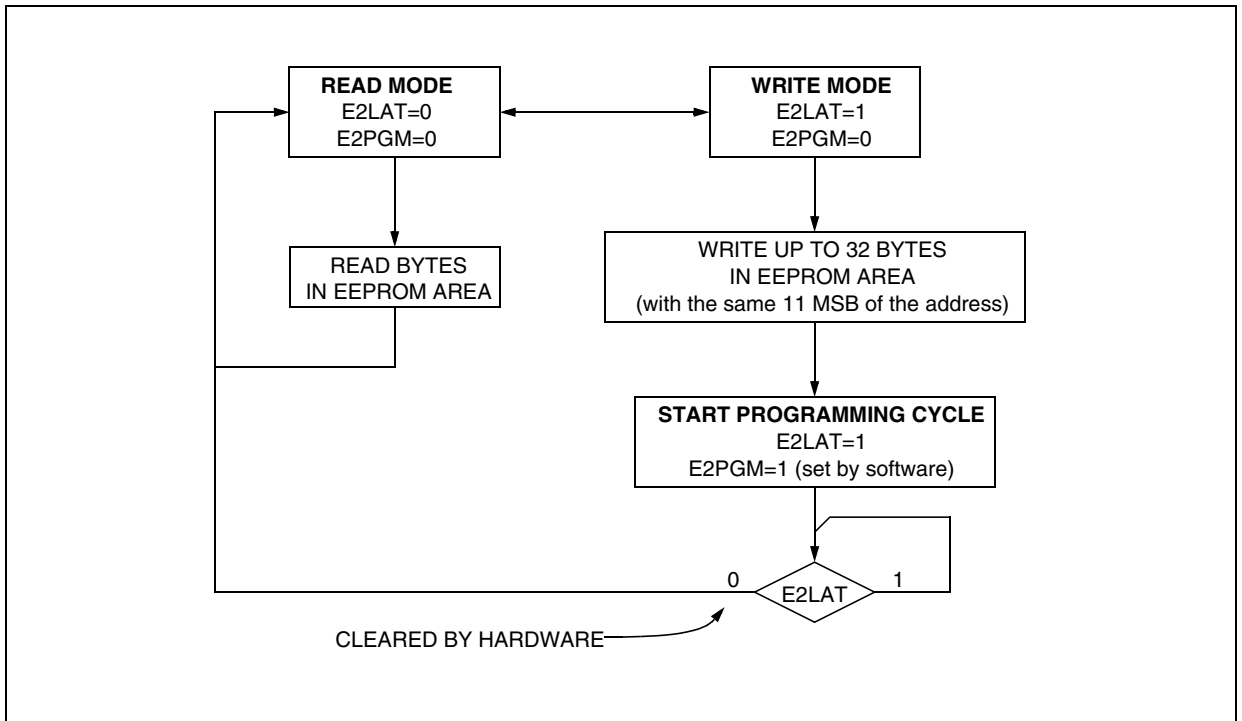 READ MODE
E2LAT=0
E2PGM=0
WRITE MODE
E2LAT=1
E2PGM=0
READ BYTES
IN EEPROM AREA
WRITE UP TO 32 BYTES
IN EEPROM AREA
(with the same 11 MSB of the address)
START PROGRAMMING CYCLE
E2LAT=1
E2PGM=1 (set by software)
0
E2LAT
1
CLEARED BY HARDWARE